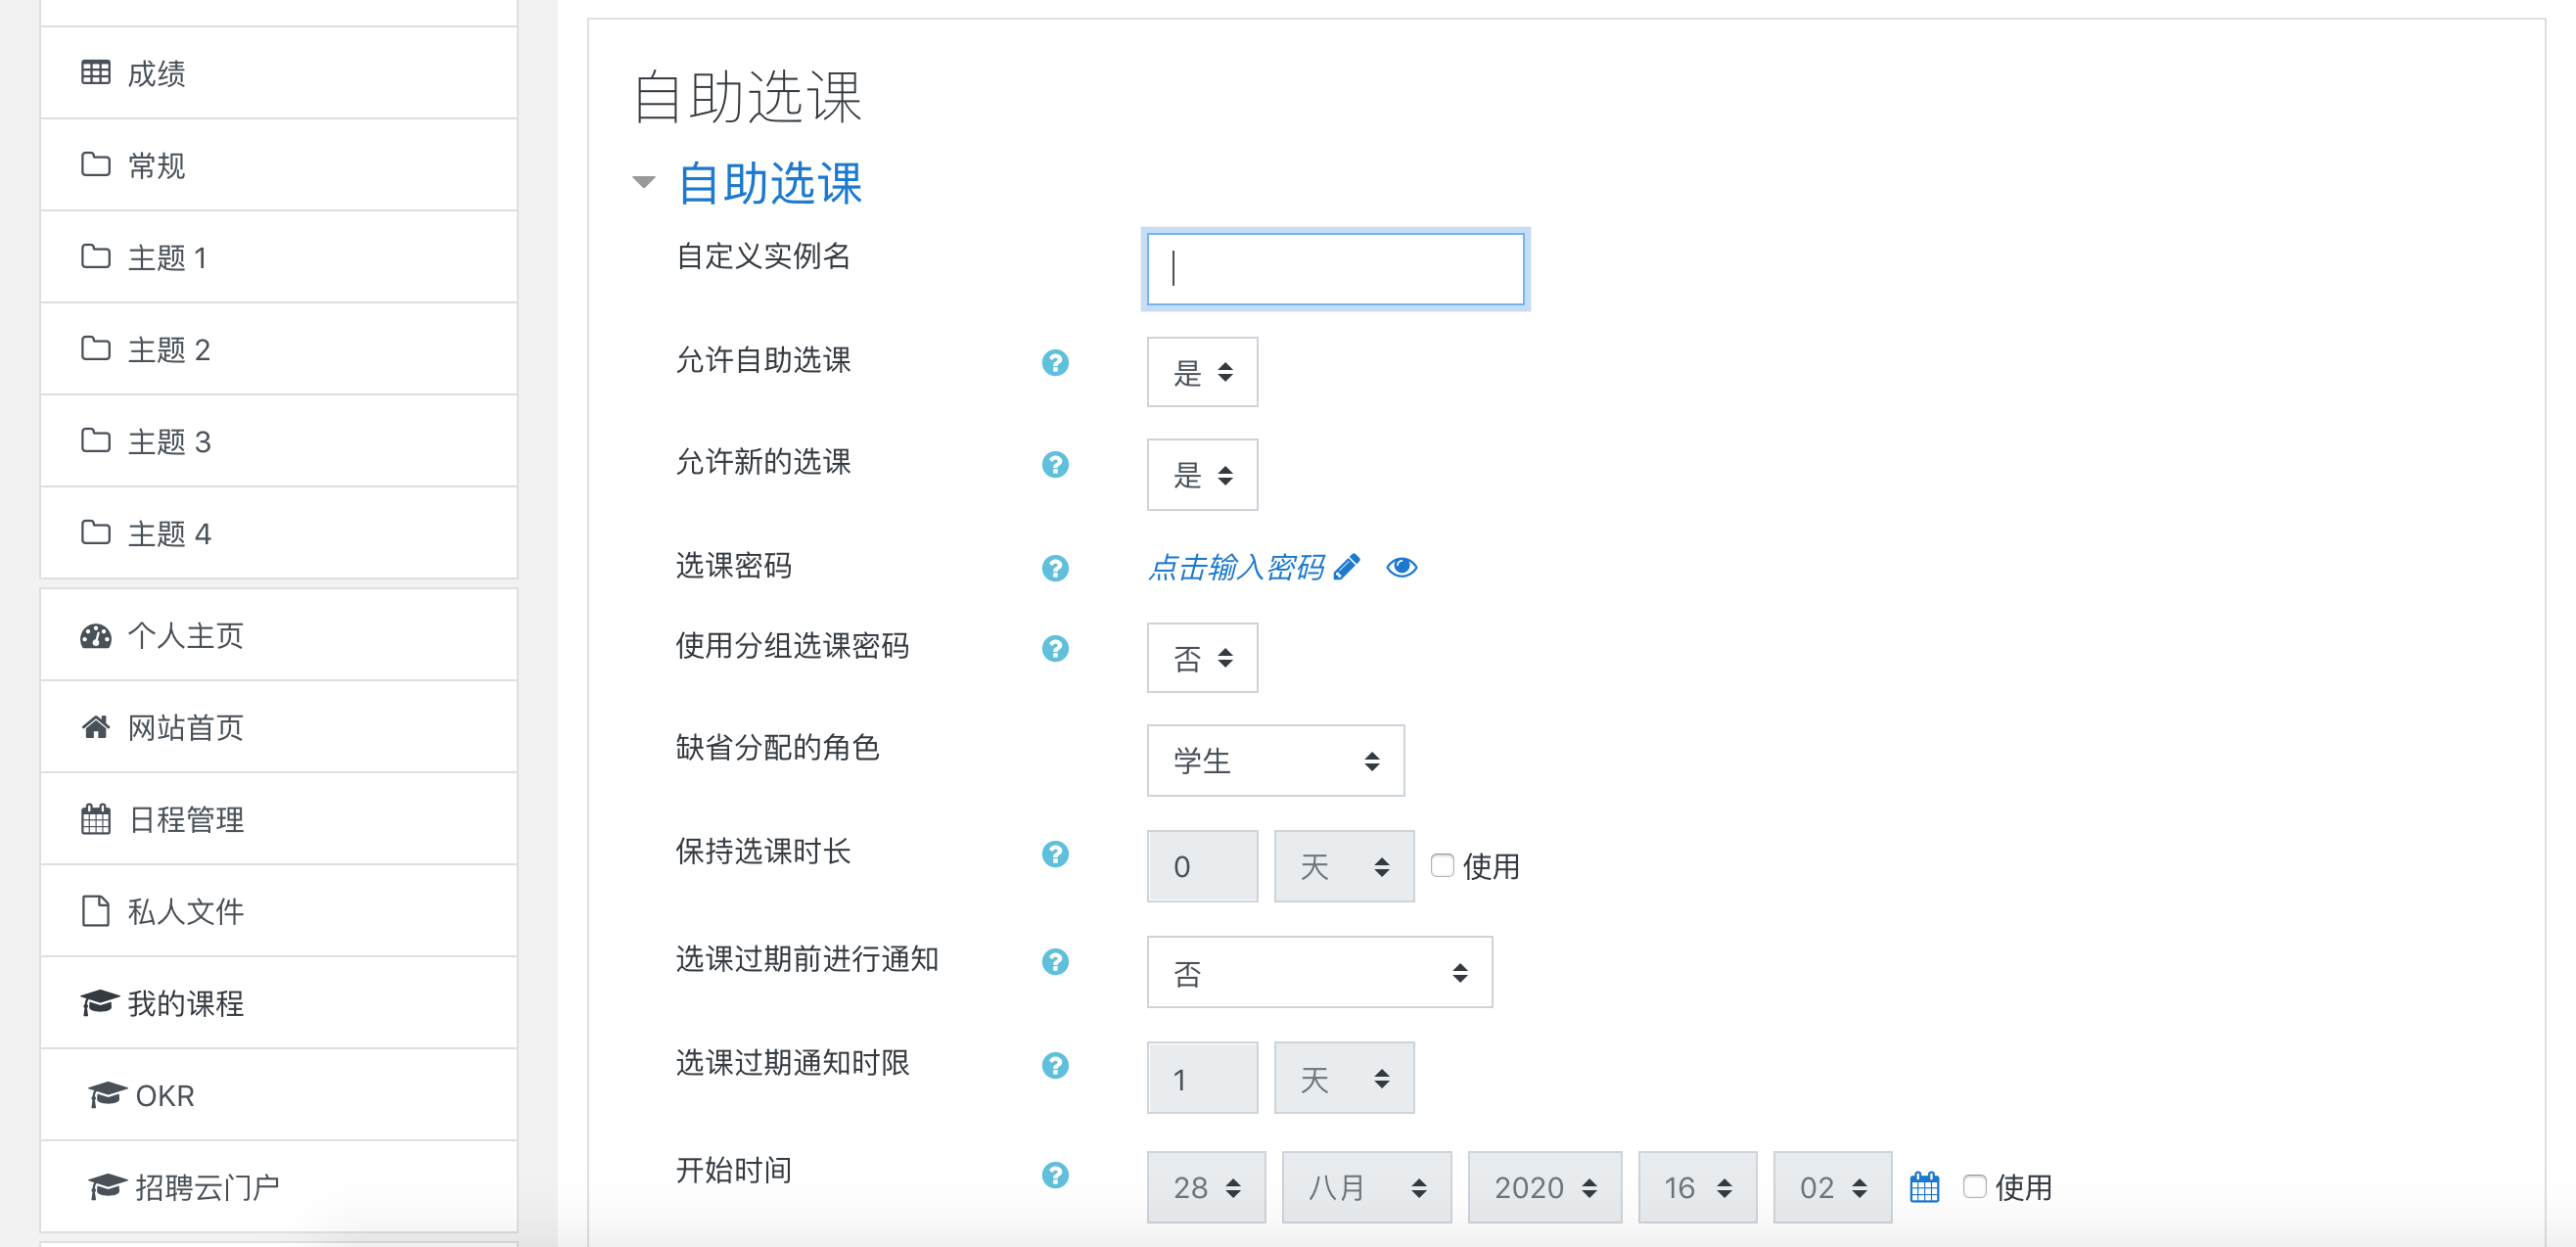 成绩
常规
主题 1
主题 2
主题 3
主题 4
个人主页
网站首页
日程管理
私人文件
我的课程
OKR
招聘云门户
自助选课
自助选课
自定义实例名
允许自助选课 是
允许新的选课 是
选课密码 点击输入密码
使用分组选课密码 否
缺省分配的角色 学生
保持选课时长 0 天 使用
选课过期前进行通知 否
选课过期通知时限 1 天
开始时间 28 八月 2020 16 02 使用